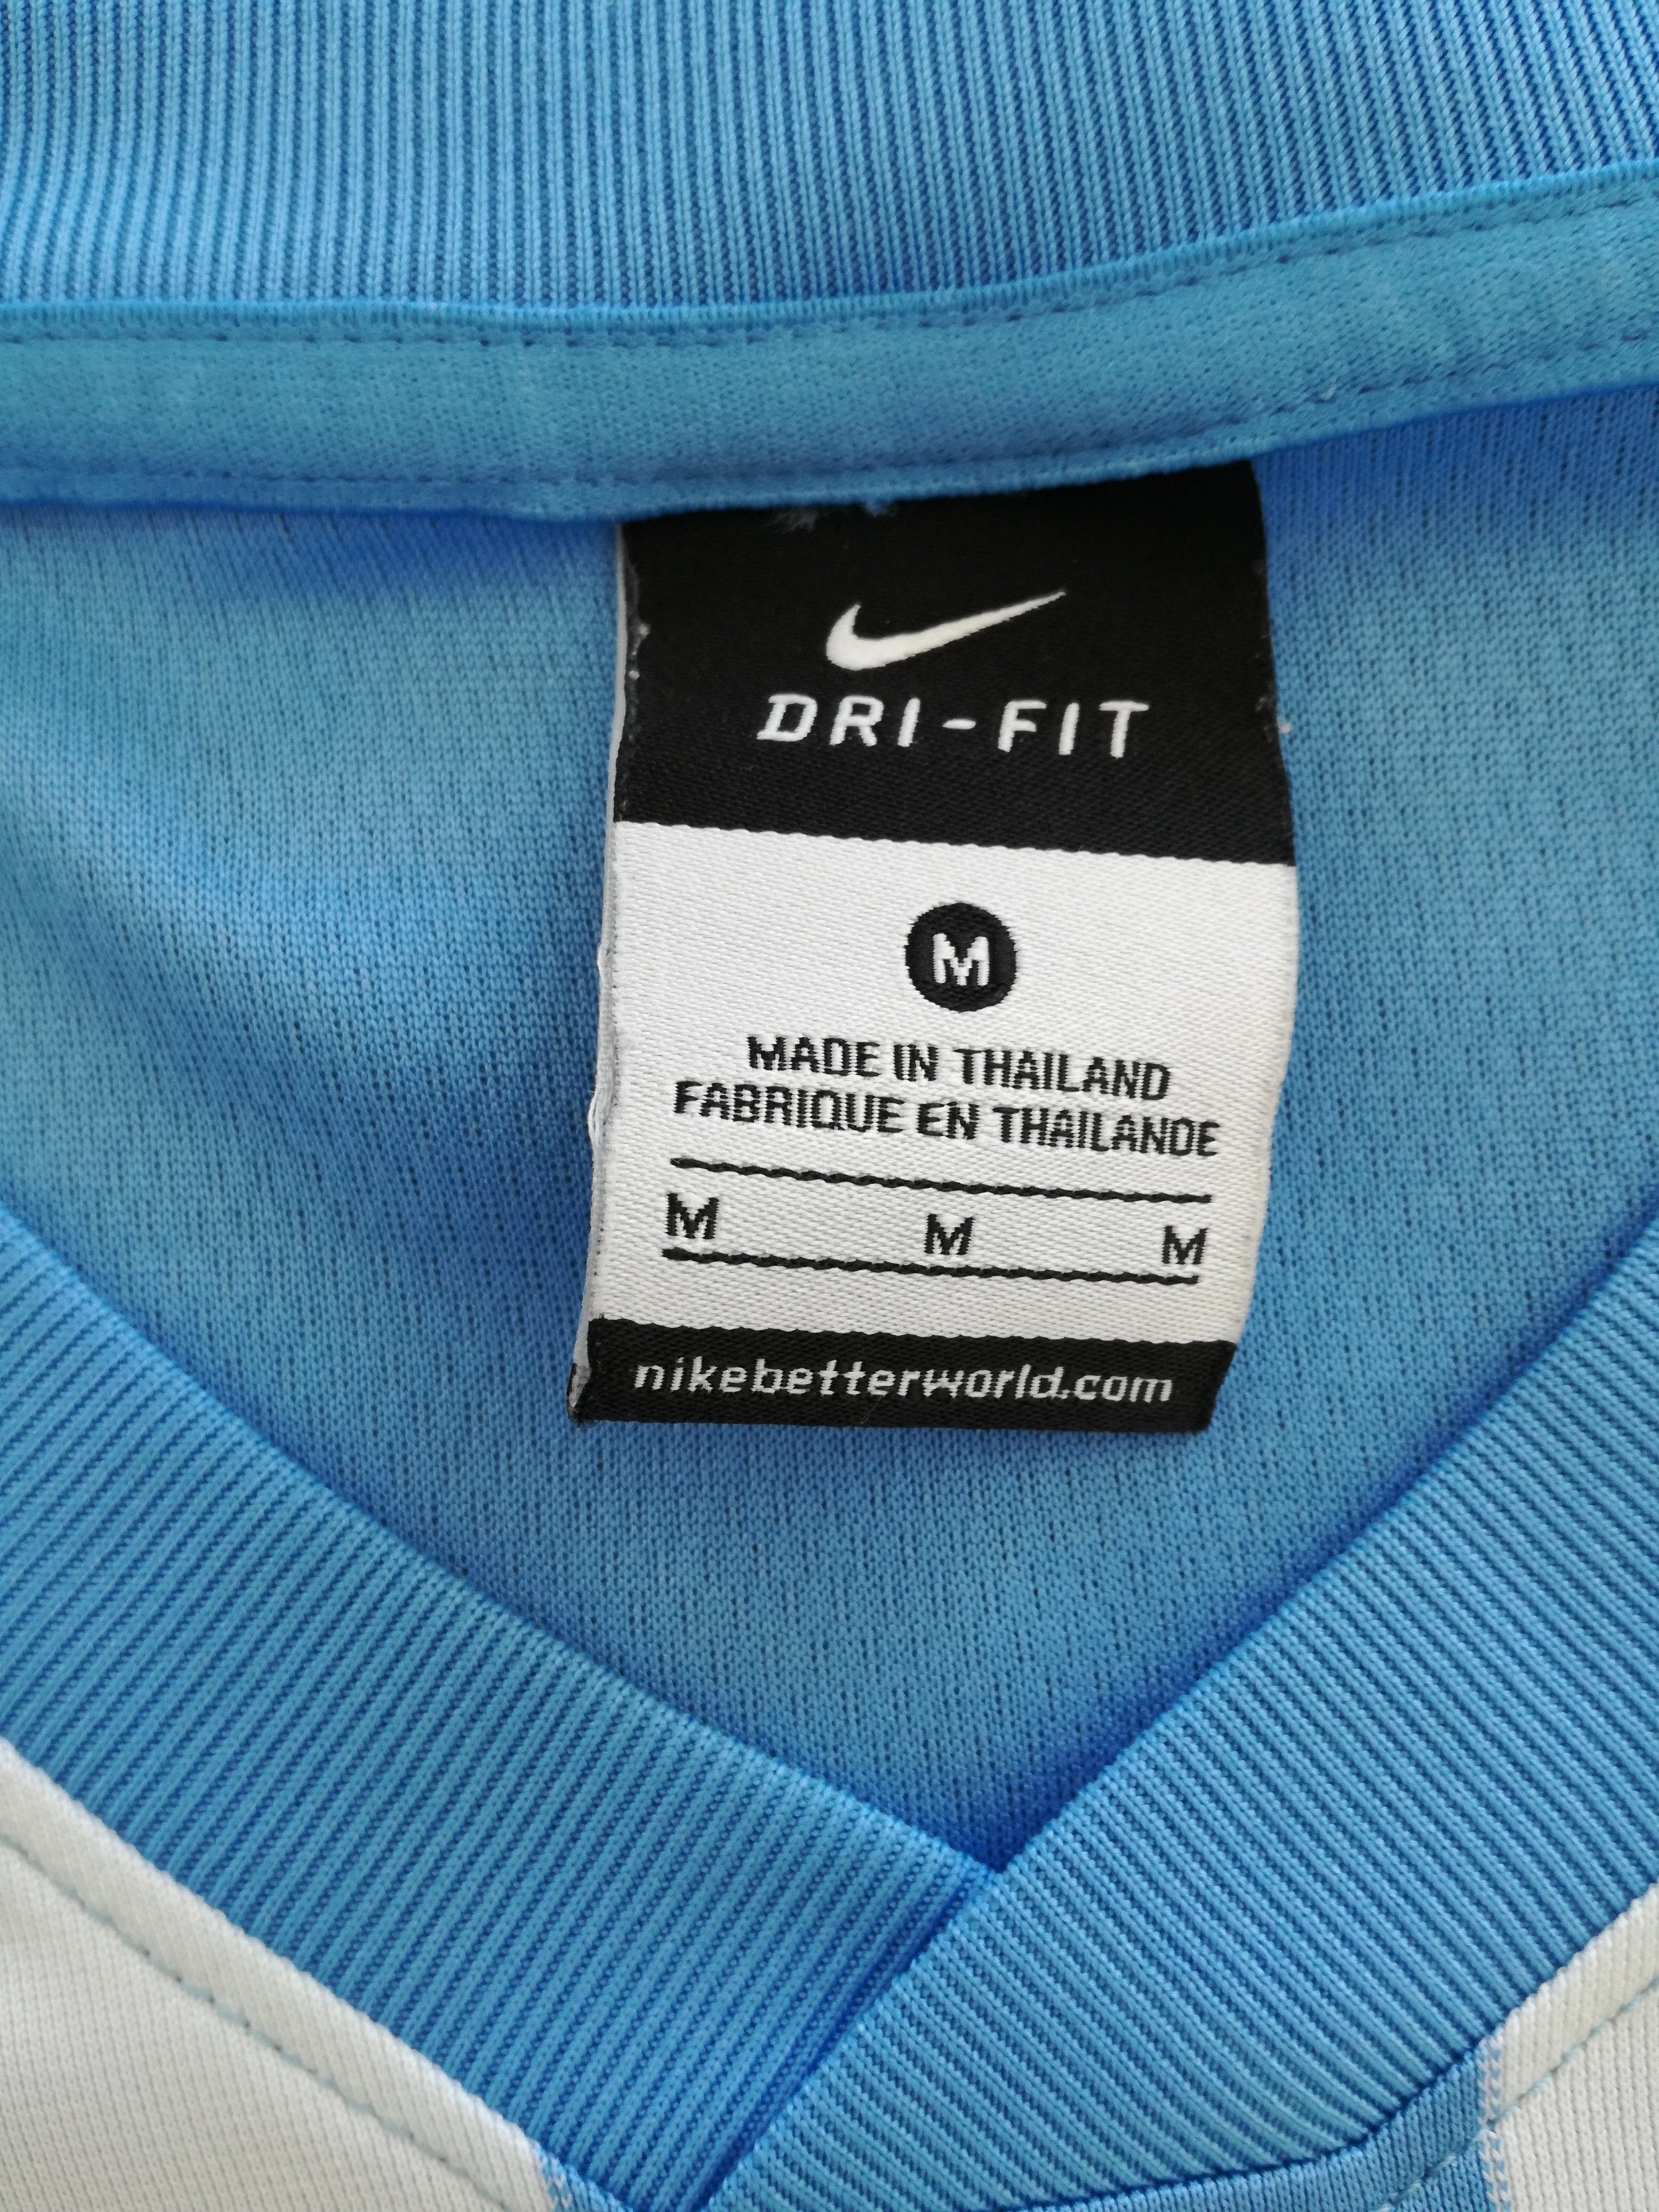 DRI-FIT
M
MADE IN THAILAND
FABRIQUE EN THAILANDE
M M M
nikebetterworld.com